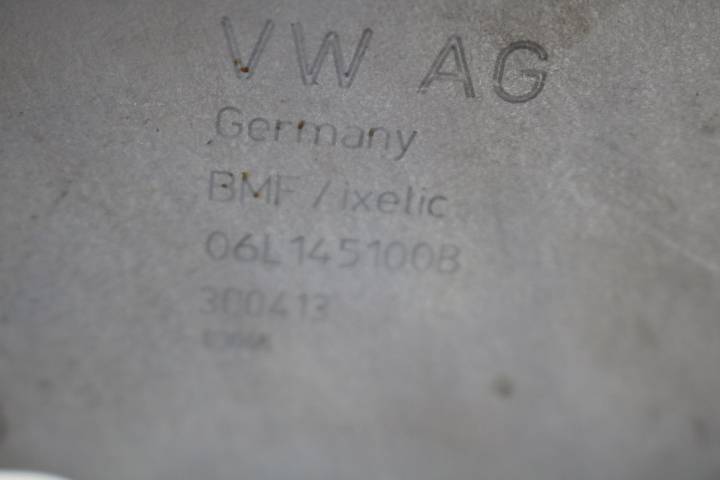 VW AG
Germany
BMF / ixetic
06L145100B
300413